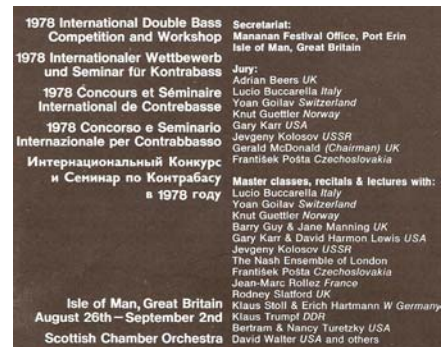 1978 International Double Bass
Competition and Workshop
1978 Internationaler Wettbewerb
und Seminar für Kontrabass
1978 Concours et Séminaire
International de Contrebasse
1978 Concorso e Seminario
Internazionale per Contrabbasso
Интернациональный Конкурс
и Семинар по Контрабасу
в 1978 году
Isle of Man, Great Britain
August 26th–September 2nd
Scottish Chamber Orchestra
Secretariat:
Mananan Festival Office, Port Erin
Isle of Man, Great Britain
Jury:
Adrian Beers UK
Lucio Buccarella Italy
Yoan Goilav Switzerland
Knut Guettler Norway
Gary Karr USA
Jevgeny Kolosov USSR
Gerald McDonald (Chairman) UK
František Pošta Czechoslovakia
Master classes, recitals & lectures with:
Lucio Buccarella Italy
Yoan Goilav Switzerland
Knut Guettler Norway
Barry Guy & Jane Manning UK
Gary Karr & David Harmon Lewis USA
Jevgeny Kolosov USSR
The Nash Ensemble of London
František Pošta Czechoslovakia
Jean-Marc Rollez France
Rodney Slatford UK
Klaus Stoll & Erich Hartmann W Germany
Klaus Trumpf DDR
Bertram & Nancy Turetzky USA
David Walter USA and others